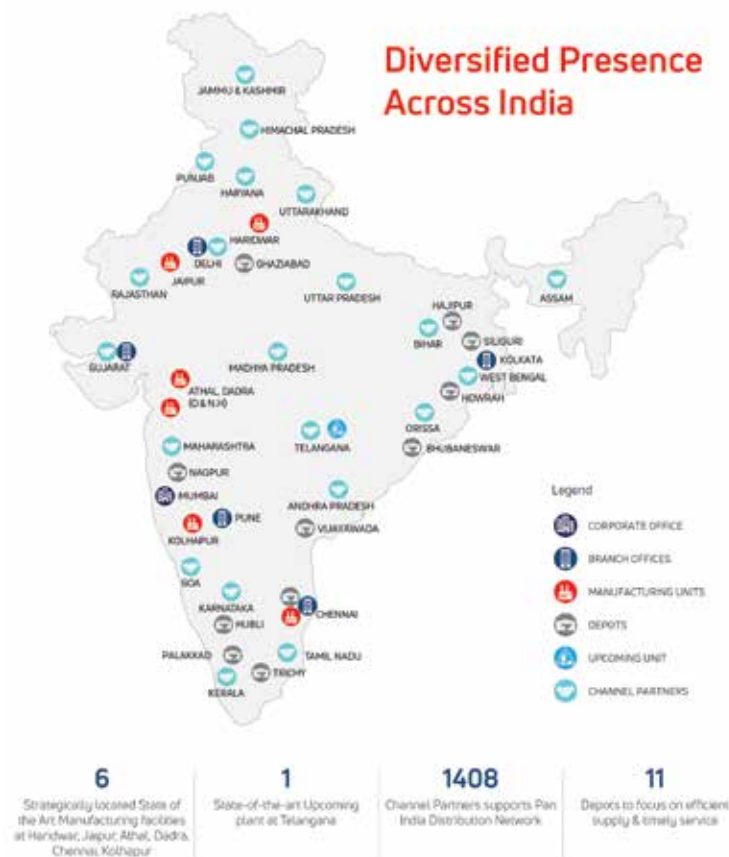 Diversified Presence
Across India
JAMMU & KASHMIR
HIMACHAL PRADESH
PUNJAB
HARYANA
UTTARAKHAND
HARIDWAR
DELHI
GHAZIABAD
JAIPUR
RAJASTHAN
UTTAR PRADESH
ASSAM
HAJIPUR
BIHAR
SILIGURI
KOLKATA
GUJARAT
MADHYA PRADESH
WEST BENGAL
ATHAL, DADRA
(D & N.H)
HOWRAH
ORISSA
MAHARASHTRA
TELANGANA
BHUBANESWAR
NAGPUR
MUMBAI
ANDHRA PRADESH
PUNE
KOLHAPUR
VIJAYAWADA
GOA
KARNATAKA
CHENNAI
HUBLI
PALAKKAD
TAMIL NADU
TRICHY
KERALA
Legend
CORPORATE OFFICE
BRANCH OFFICES
MANUFACTURING UNITS
DEPOTS
UPCOMING UNIT
CHANNEL PARTNERS
6
Strategically located State of
the Art Manufacturing facilities
at Haridwar, Jaipur, Athal, Dadra,
Chennai, Kolhapur
1
State-of-the-art Upcoming
plant at Telangana
1408
Channel Partners supports Pan
India Distribution Network
11
Depots to focus on efficient
supply & timely service